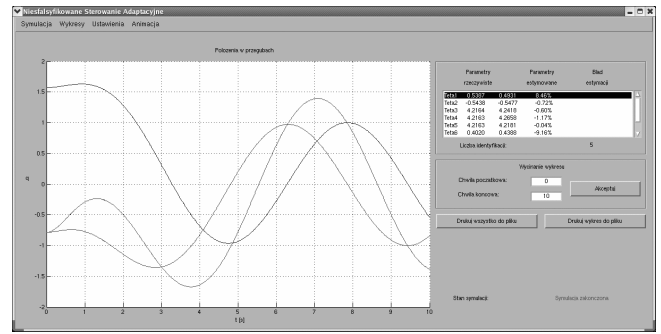 Niesfalsyfikowane Sterowanie Adaptacyjne
Symulacja Wykresy Ustawienia Animacja
Polozenia w przegubach
2
1.5
1
0.5
0
-0.5
-1
-1.5
-2
0 1 2 3 4 5 6 7 8 9 10
t [s]
Parametry Parametry Blad
rzeczywiste estymowane estymacji
Teta1 0.5387 0.4931 8.46%
Teta2 -0.5438 -0.5477 -0.72%
Teta3 4.2164 4.2418 -0.60%
Teta4 4.2163 4.2658 -1.17%
Teta5 4.2163 4.2181 -0.04%
Teta6 0.4020 0.4388 -9.16%
Liczba identyfikacji: 5
Wycinanie wykresu
Chwila poczatkowa: 0
Chwila koncowa: 10
Akceptuj
Drukuj wszystko do pliku Drukuj wykres do pliku
Stan symulacji: Symulacja zakonczona